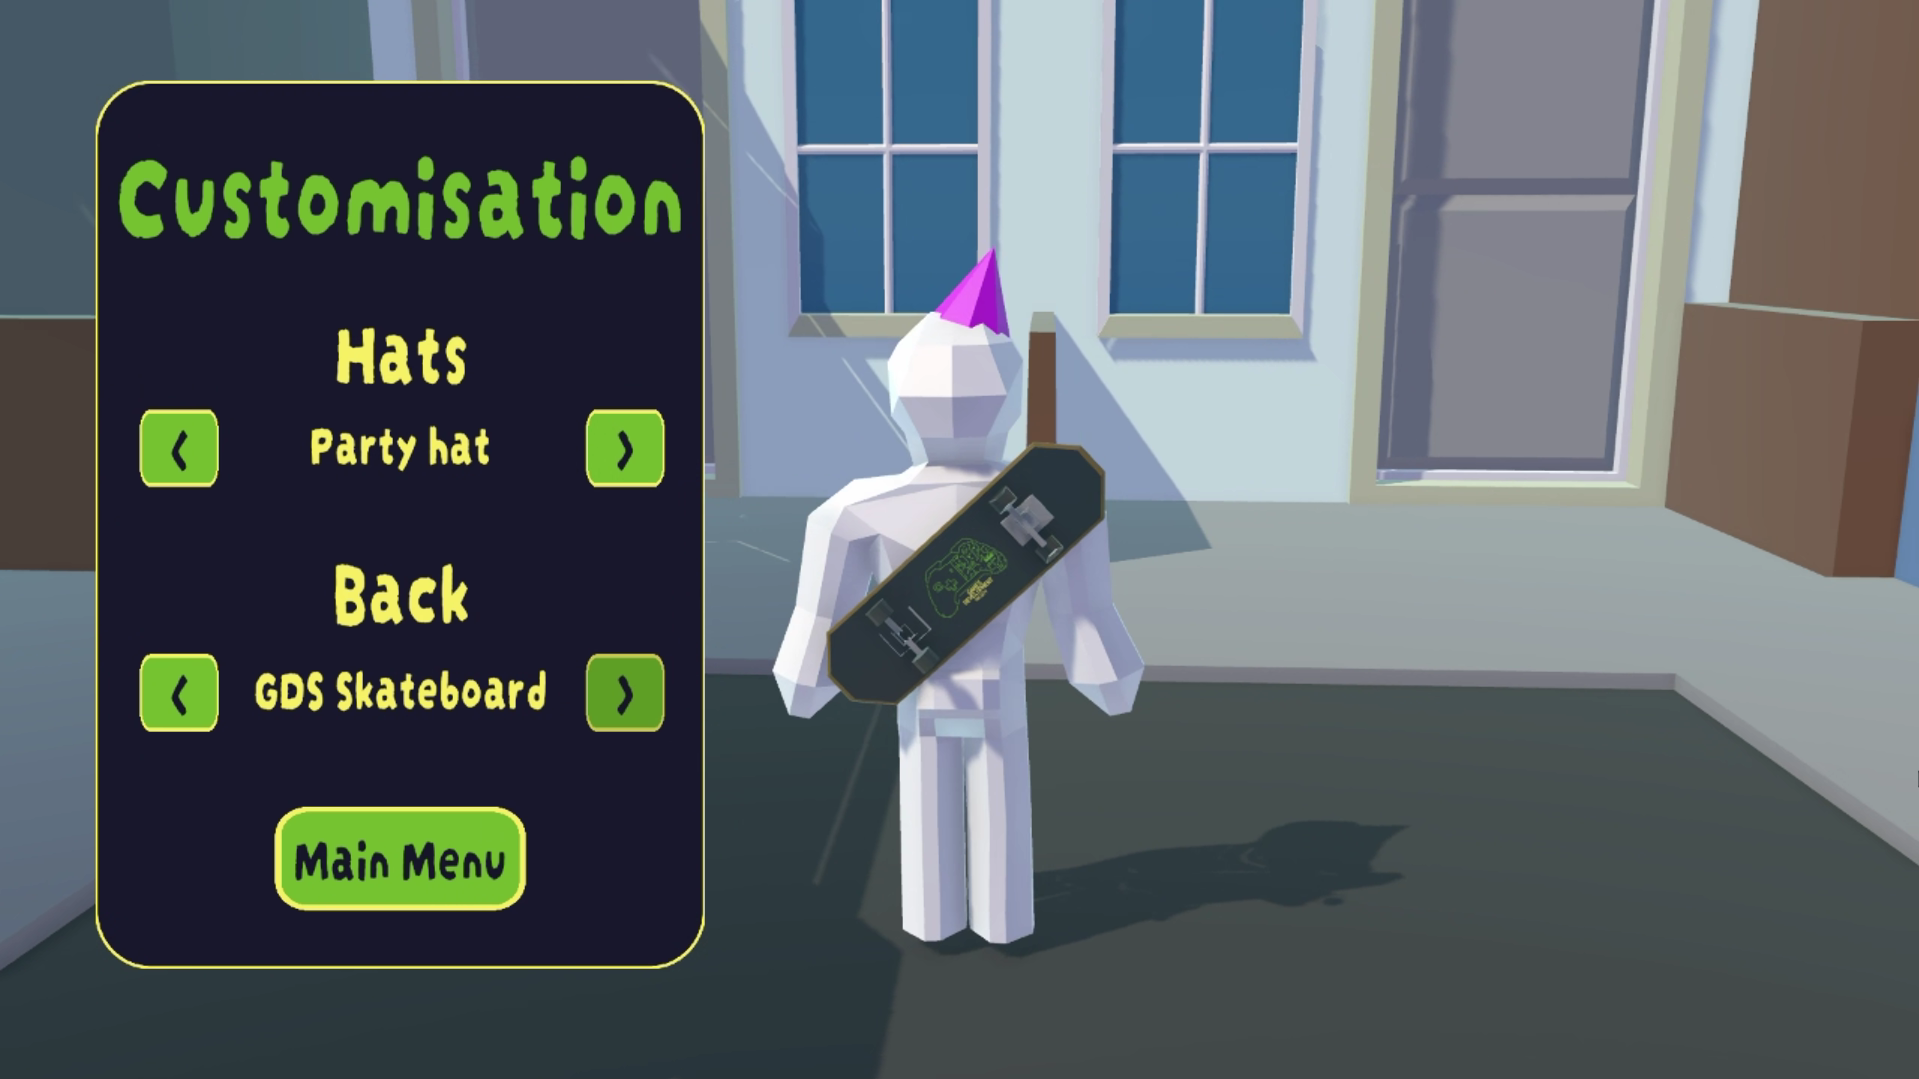 Customisation
Hats
Party hat
Back
GDS Skateboard
Main Menu